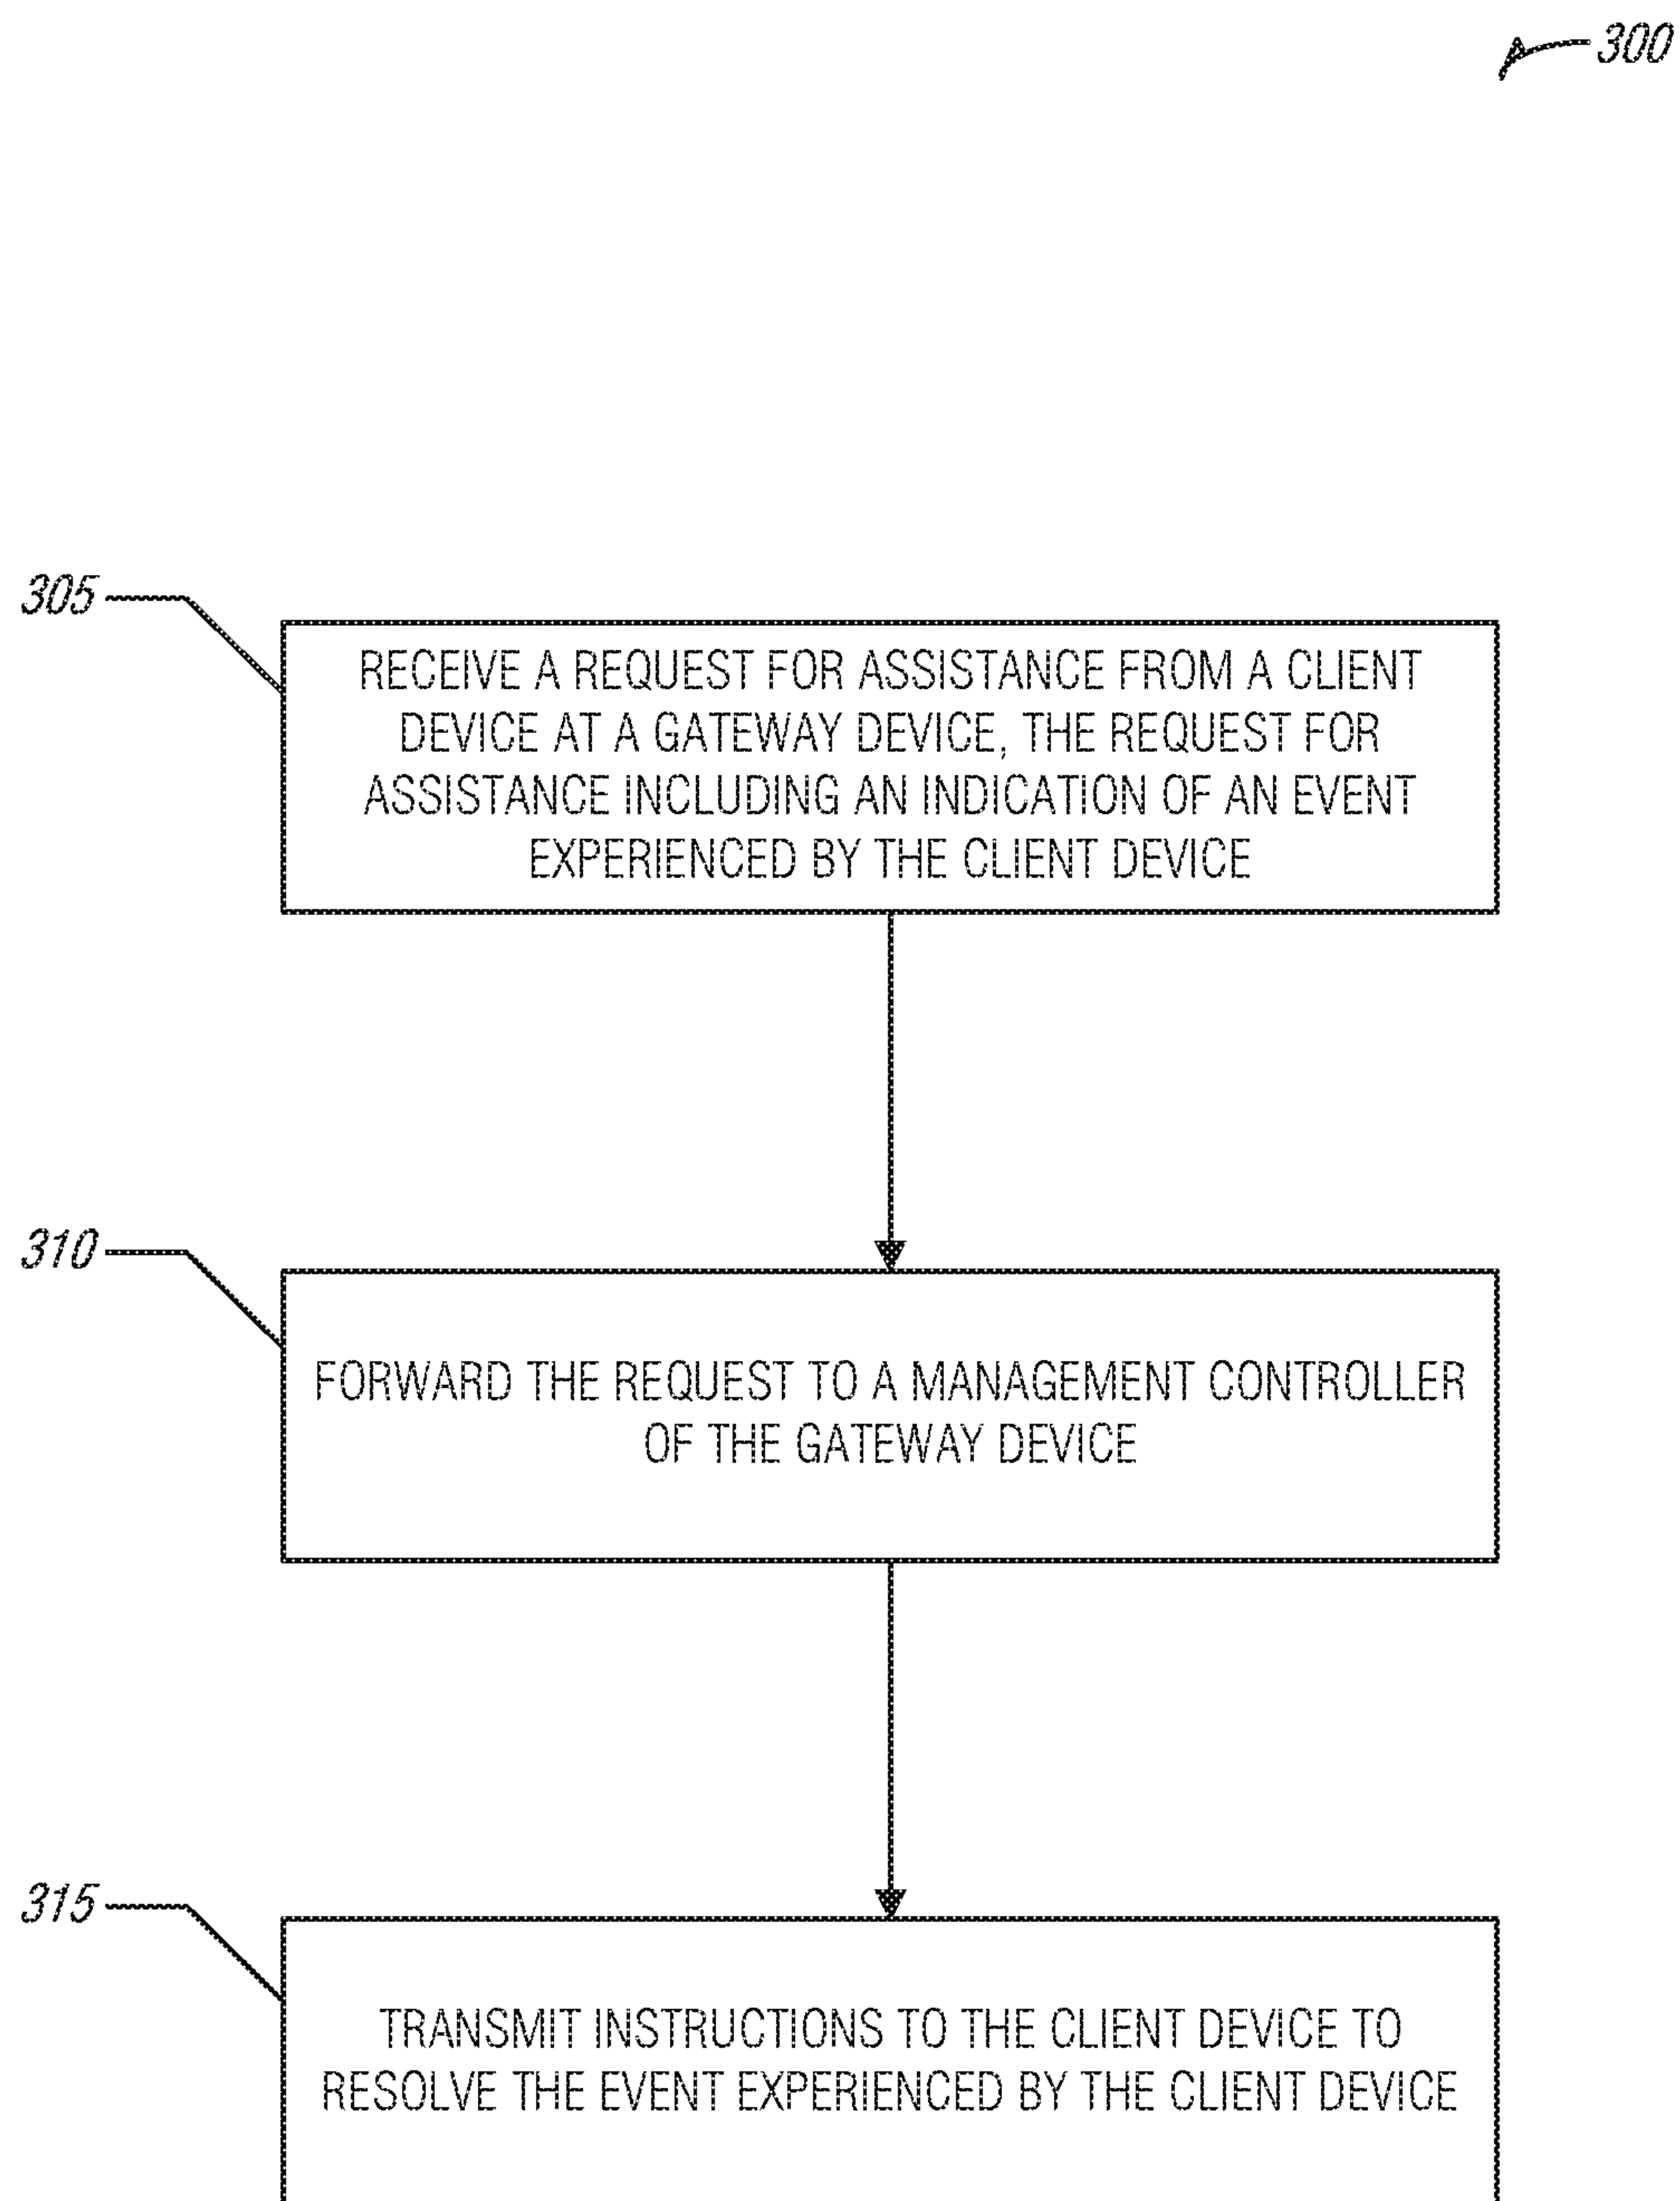 300
305
RECEIVE A REQUEST FOR ASSISTANCE FROM A CLIENT
DEVICE AT A GATEWAY DEVICE, THE REQUEST FOR
ASSISTANCE INCLUDING AN INDICATION OF AN EVENT
EXPERIENCED BY THE CLIENT DEVICE
310
FORWARD THE REQUEST TO A MANAGEMENT CONTROLLER
OF THE GATEWAY DEVICE
315
TRANSMIT INSTRUCTIONS TO THE CLIENT DEVICE TO
RESOLVE THE EVENT EXPERIENCED BY THE CLIENT DEVICE